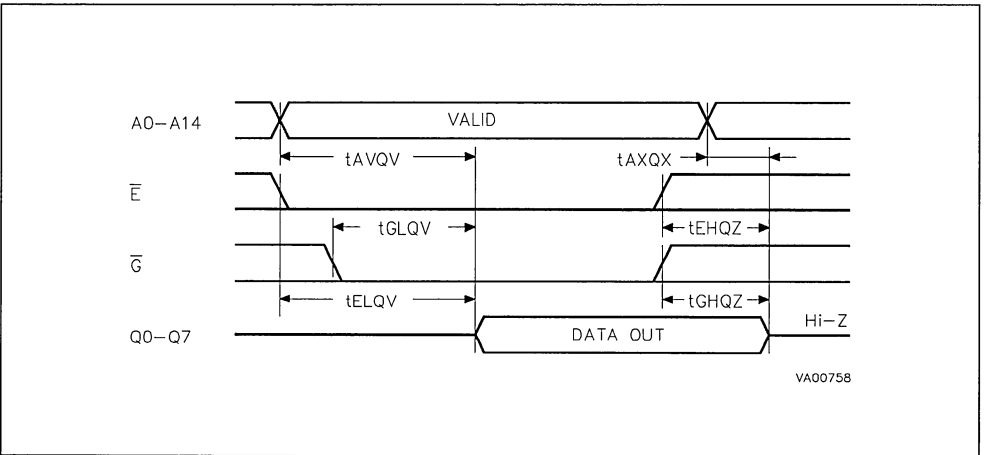 A0-A14
VALID
tAVQV
tAXQX
E
tGLQV
tEHQZ
G
tELQV
tGHQZ
Q0-Q7
DATA OUT
Hi-Z
VA00758